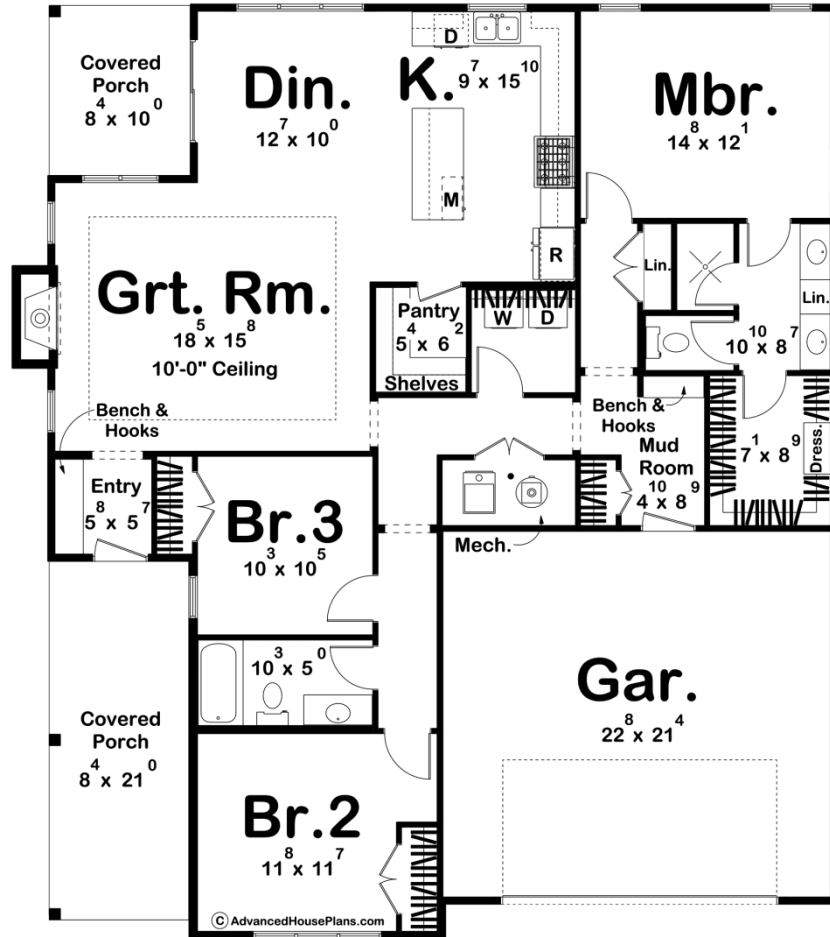 Covered
Porch
8⁴ x 10⁰
Din.
12⁷ x 10⁰
D
K.
9⁷ x 15¹⁰
M
R
Mbr.
14⁸ x 12¹
Grt. Rm.
18⁵ x 15⁸
10'-0" Ceiling
Pantry
5⁴ x 6²
Shelves
W
D
Lin.
Lin.
10¹⁰ x 8⁷
Bench &
Hooks
Entry
5⁸ x 5⁷
Br.3
10³ x 10⁵
Mech.
Bench &
Hooks
Mud
Room
4¹⁰ x 8⁹
7¹ x 8⁹
Dress.
10³ x 5⁰
Covered
Porch
8⁴ x 21⁰
Gar.
22⁸ x 21⁴
Br.2
11⁸ x 11⁷
© AdvancedHousePlans.com